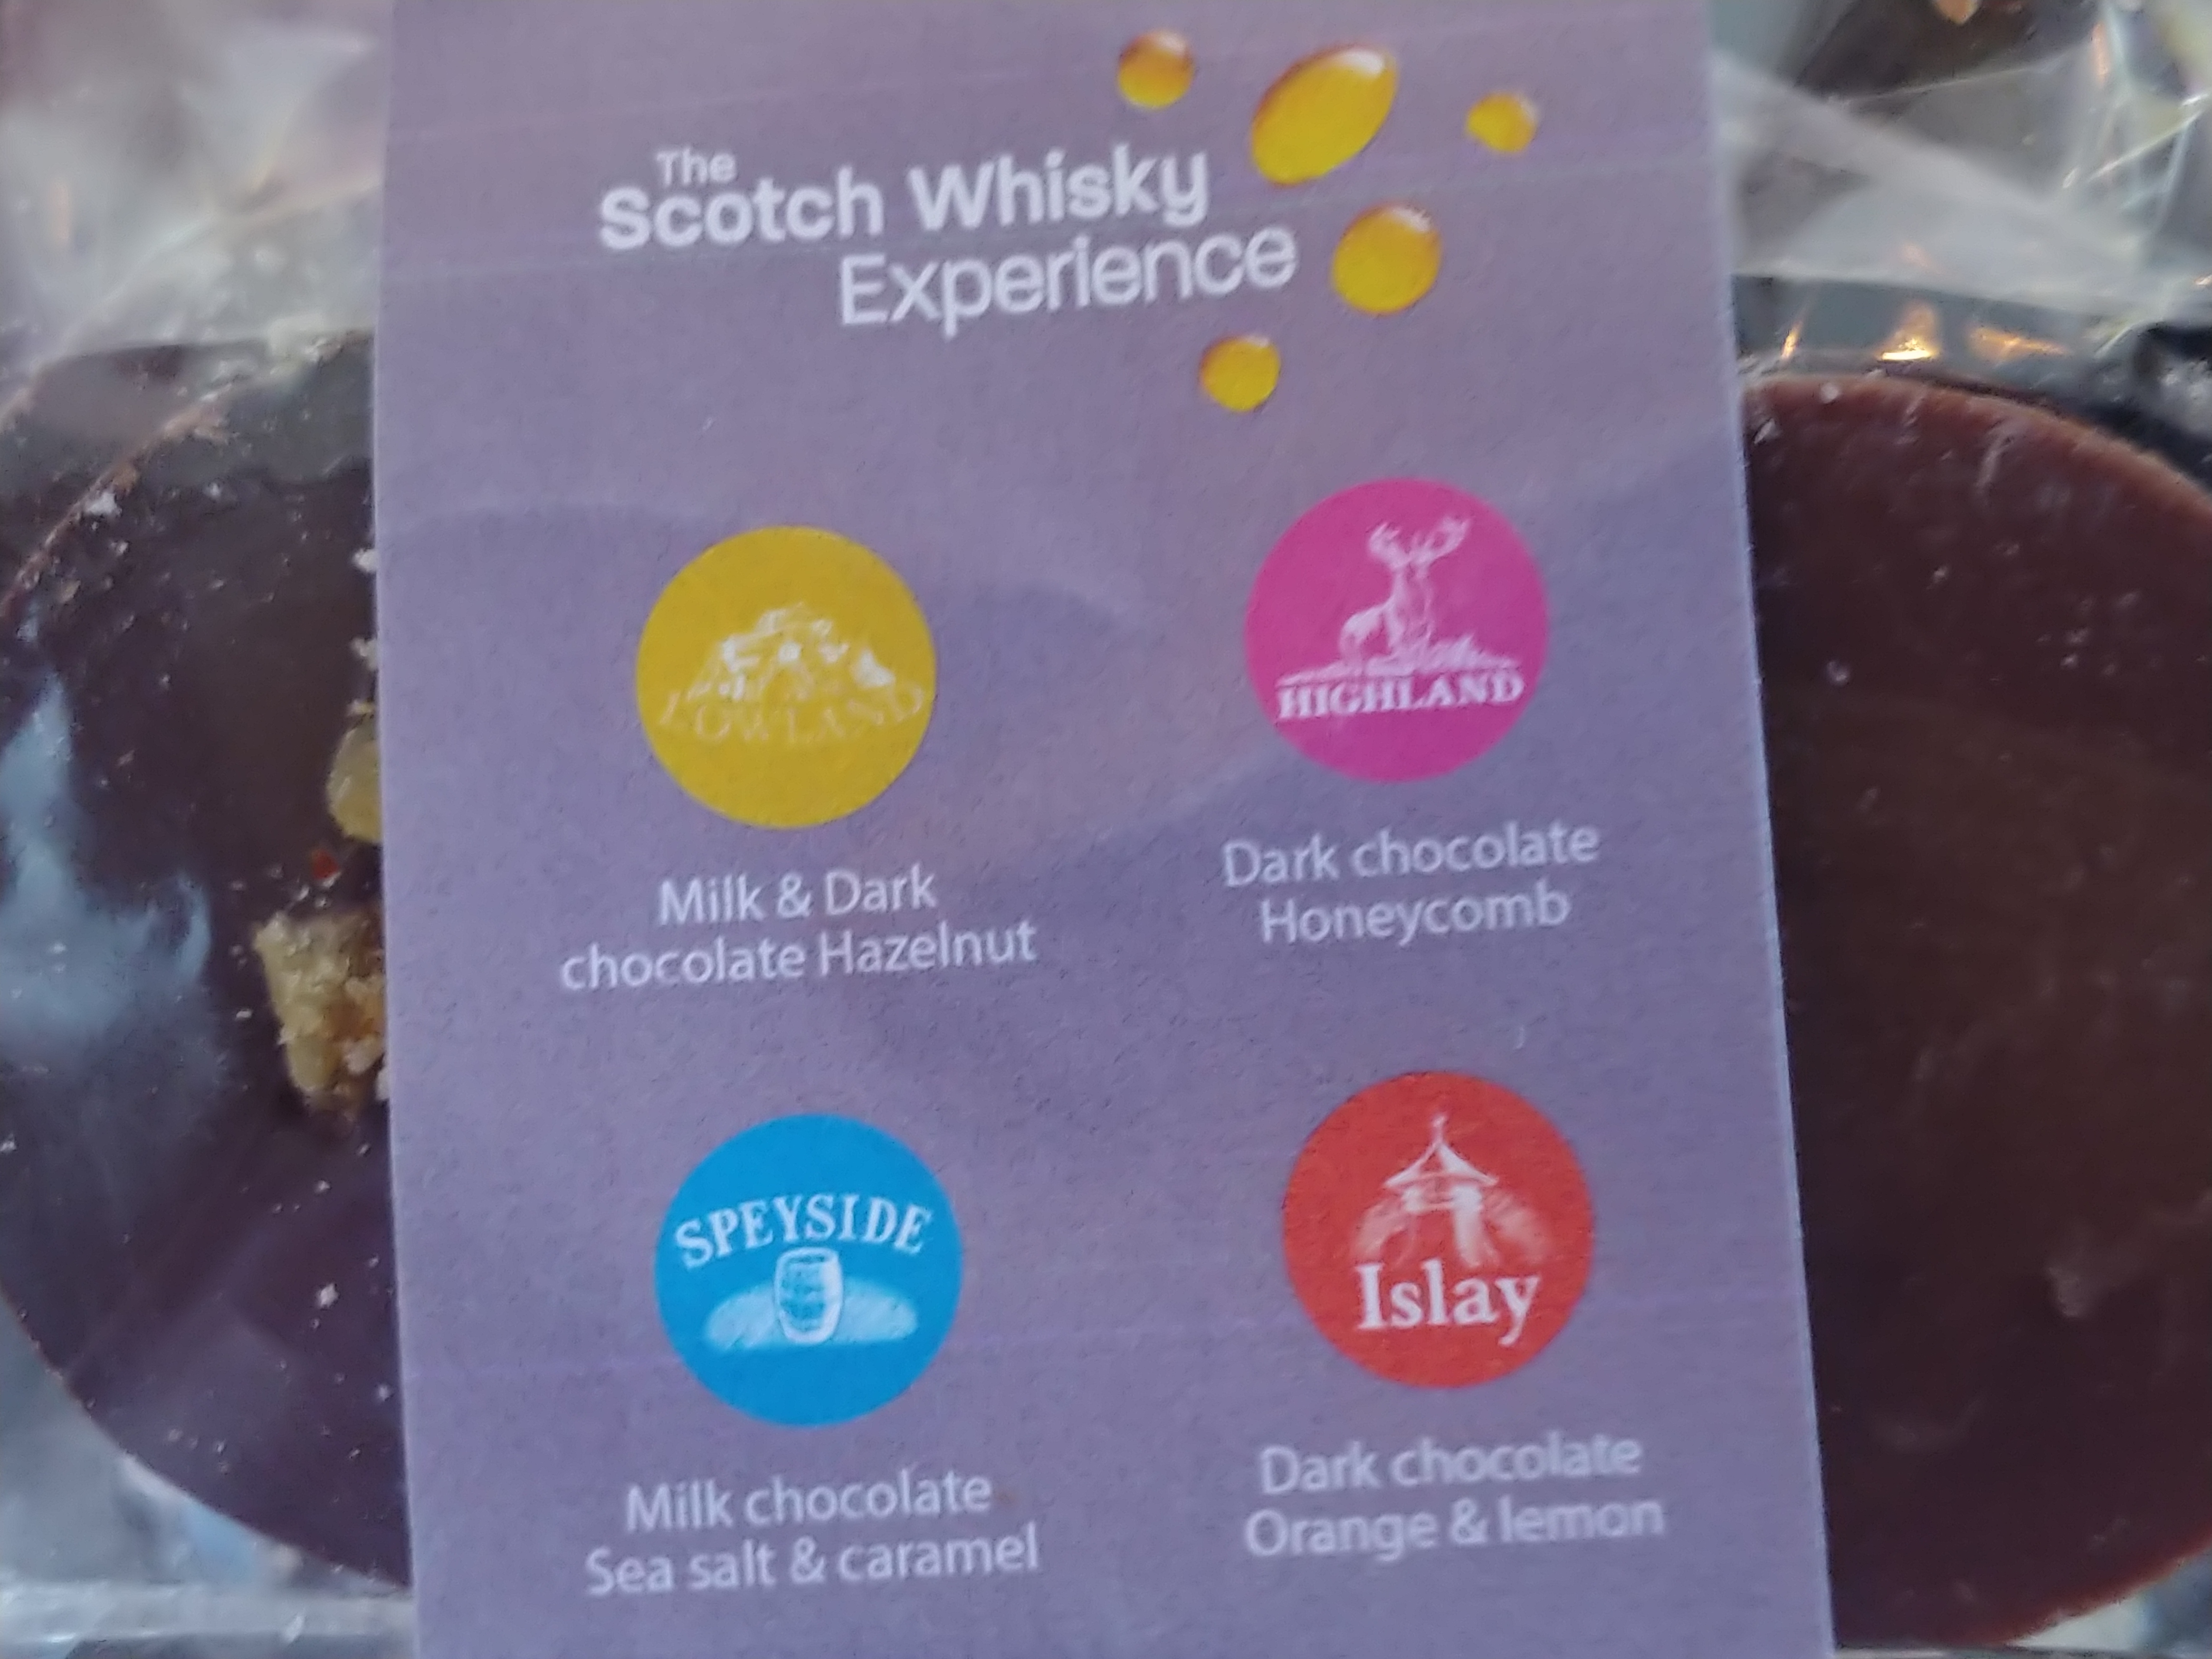 The
Scotch Whisky
Experience
LOWLAND
Milk & Dark
chocolate Hazelnut
HIGHLAND
Dark chocolate
Honeycomb
SPEYSIDE
Milk chocolate
Sea salt & caramel
Islay
Dark chocolate
Orange & lemon